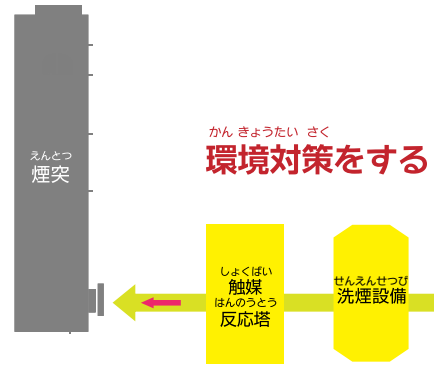 えんとつ
煙突
かん きょうたい さく
環境対策をする
しょくばい
触媒
はんのうとう
反応塔
せんえんせつび
洗煙設備